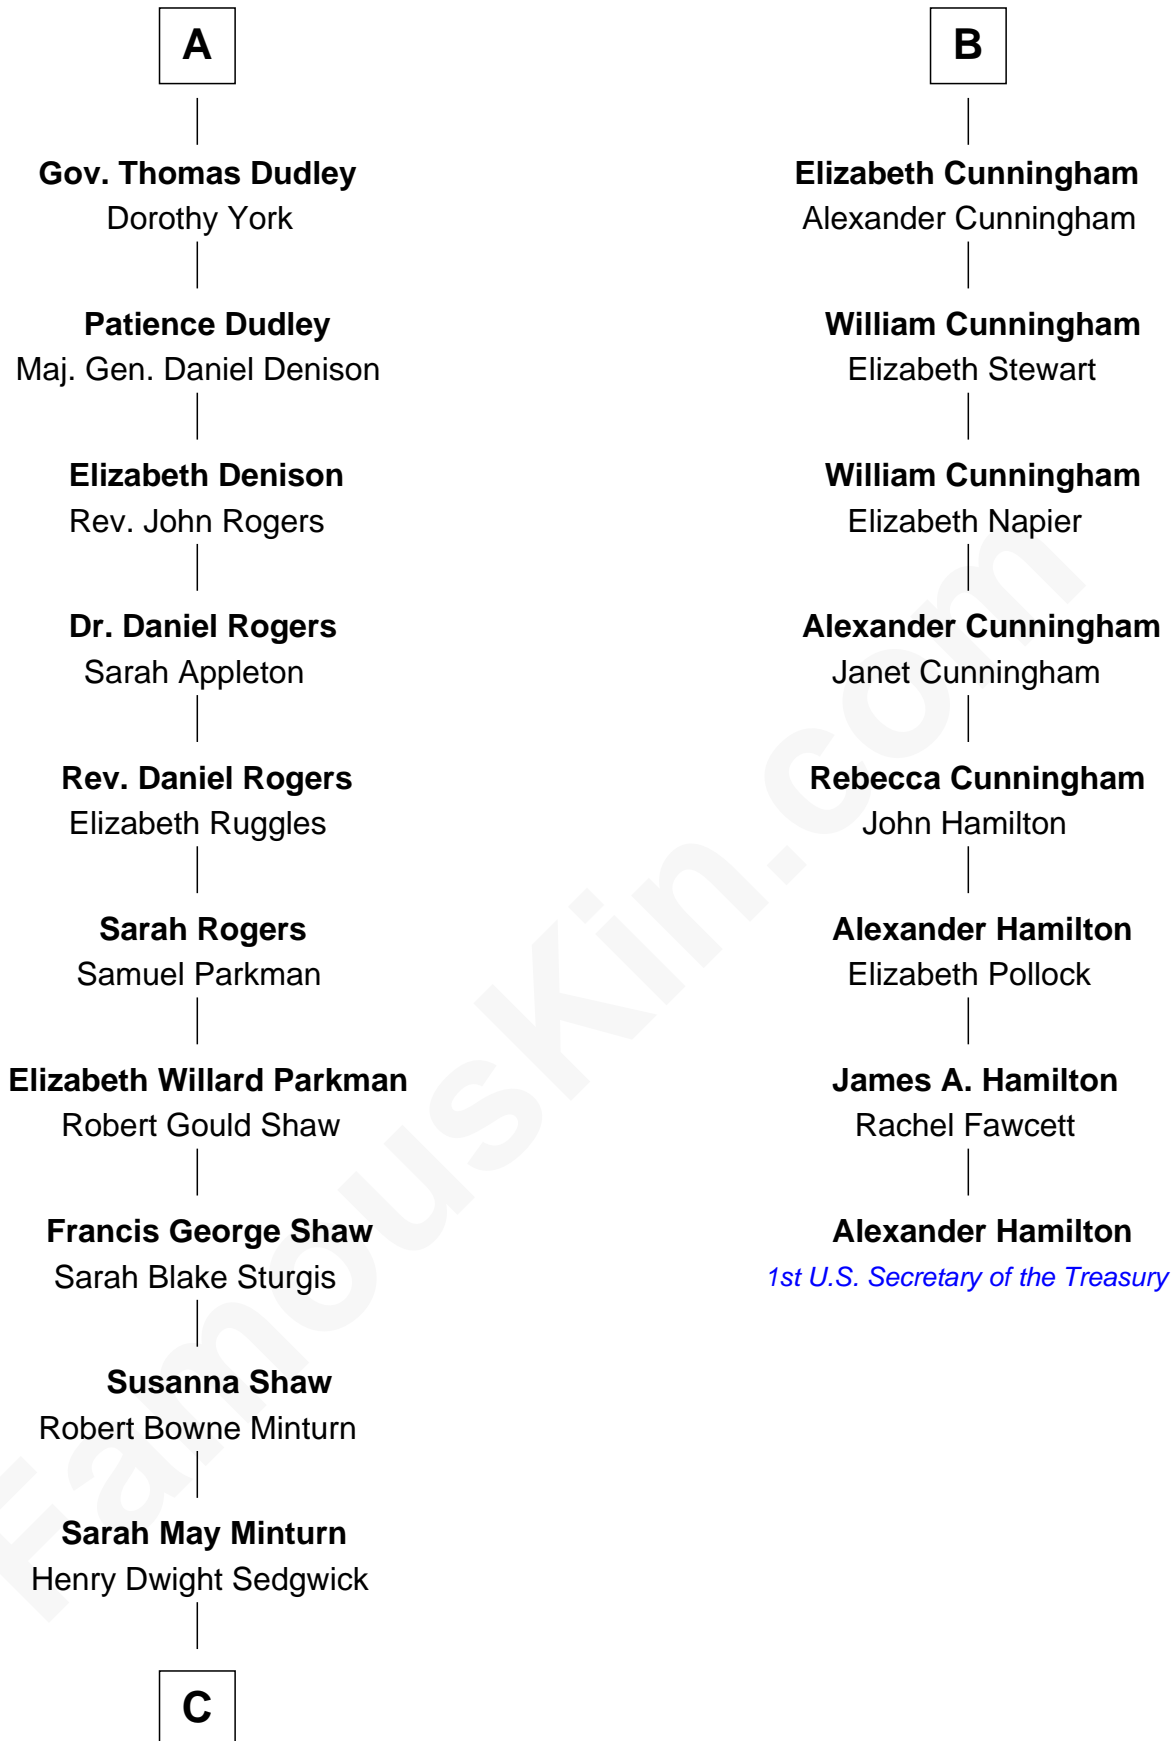 A
Gov. Thomas Dudley
Dorothy York
Patience Dudley
Maj. Gen. Daniel Denison
Elizabeth Denison
Rev. John Rogers
Dr. Daniel Rogers
Sarah Appleton
Rev. Daniel Rogers
Elizabeth Ruggles
Sarah Rogers
Samuel Parkman
Elizabeth Willard Parkman
Robert Gould Shaw
Francis George Shaw
Sarah Blake Sturgis
Susanna Shaw
Robert Bowne Minturn
Sarah May Minturn
Henry Dwight Sedgwick
C
B
Elizabeth Cunningham
Alexander Cunningham
William Cunningham
Elizabeth Stewart
William Cunningham
Elizabeth Napier
Alexander Cunningham
Janet Cunningham
Rebecca Cunningham
John Hamilton
Alexander Hamilton
Elizabeth Pollock
James A. Hamilton
Rachel Fawcett
Alexander Hamilton
1st U.S. Secretary of the Treasury
FamousKin.com